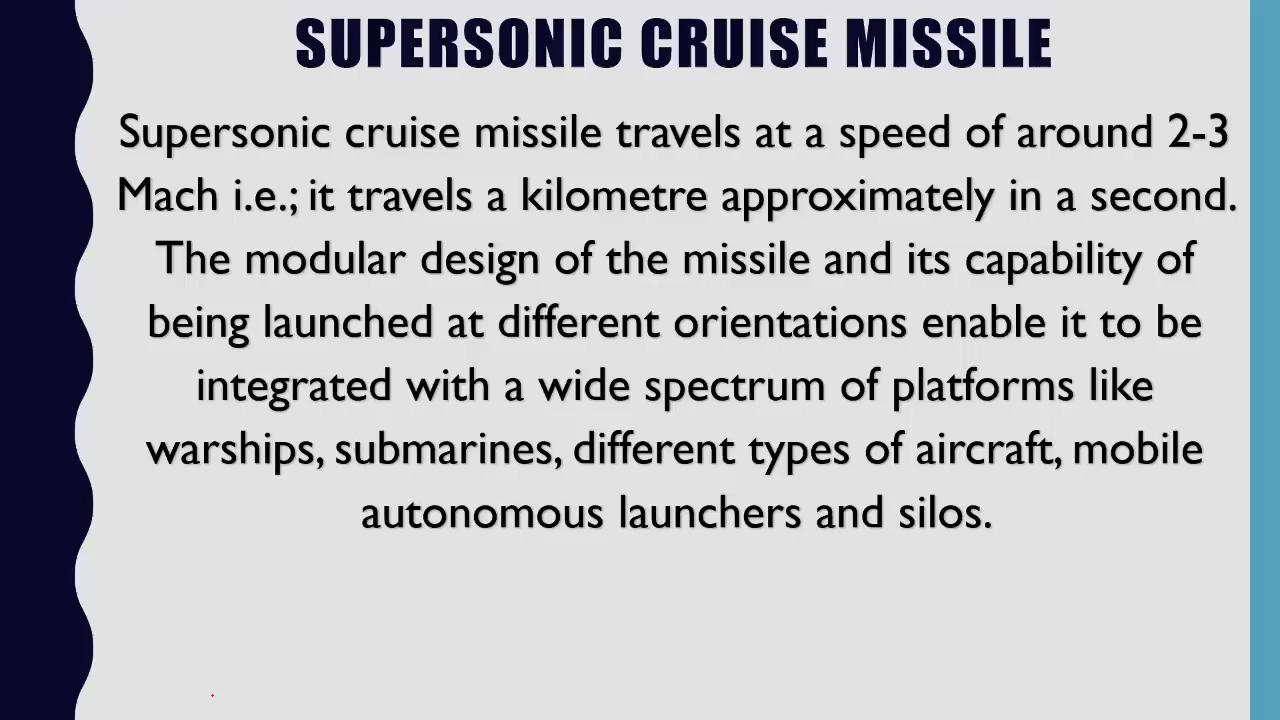 SUPERSONIC CRUISE MISSILE
Supersonic cruise missile travels at a speed of around 2-3
Mach i.e.; it travels a kilometre approximately in a second.
The modular design of the missile and its capability of
being launched at different orientations enable it to be
integrated with a wide spectrum of platforms like
warships, submarines, different types of aircraft, mobile
autonomous launchers and silos.